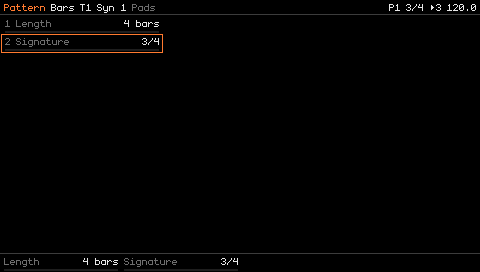 Pattern Bars T1 Syn 1 Pads P1 3/4 ▸3 120.0
1 Length 4 bars
2 Signature 3/4
Length 4 bars Signature 3/4